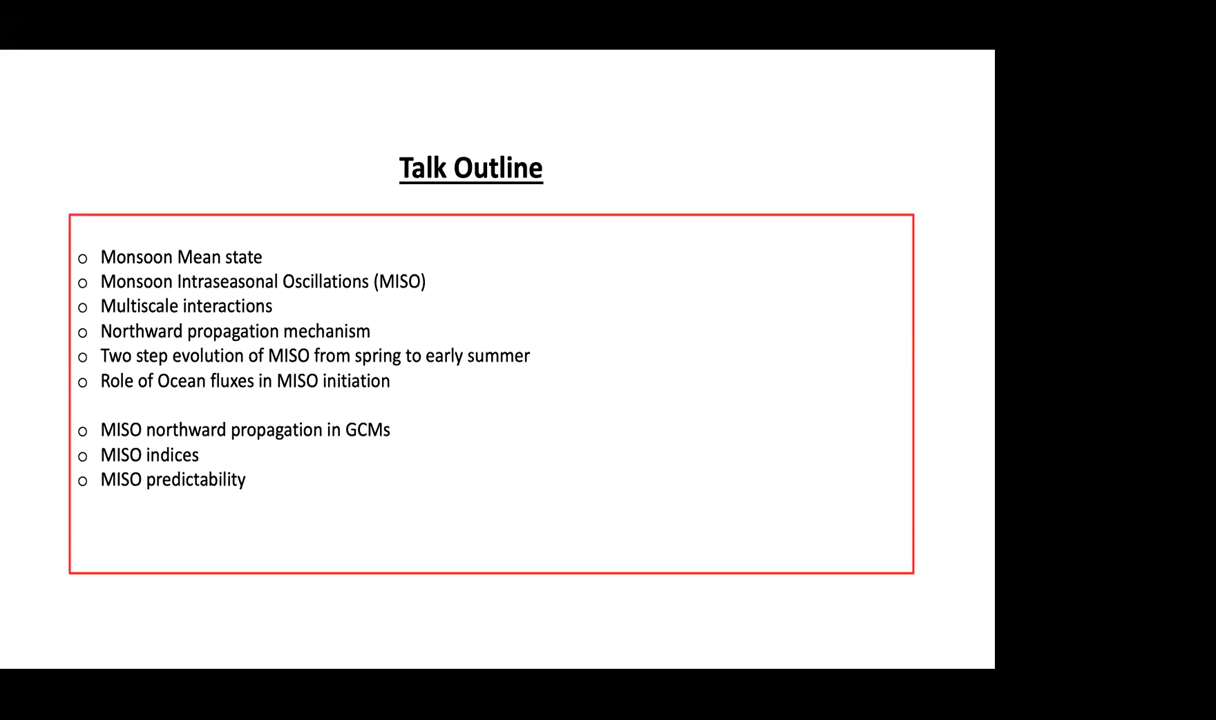 Talk Outline
o Monsoon Mean state
o Monsoon Intraseasonal Oscillations (MISO)
o Multiscale interactions
o Northward propagation mechanism
o Two step evolution of MISO from spring to early summer
o Role of Ocean fluxes in MISO initiation
o MISO northward propagation in GCMs
o MISO indices
o MISO predictability